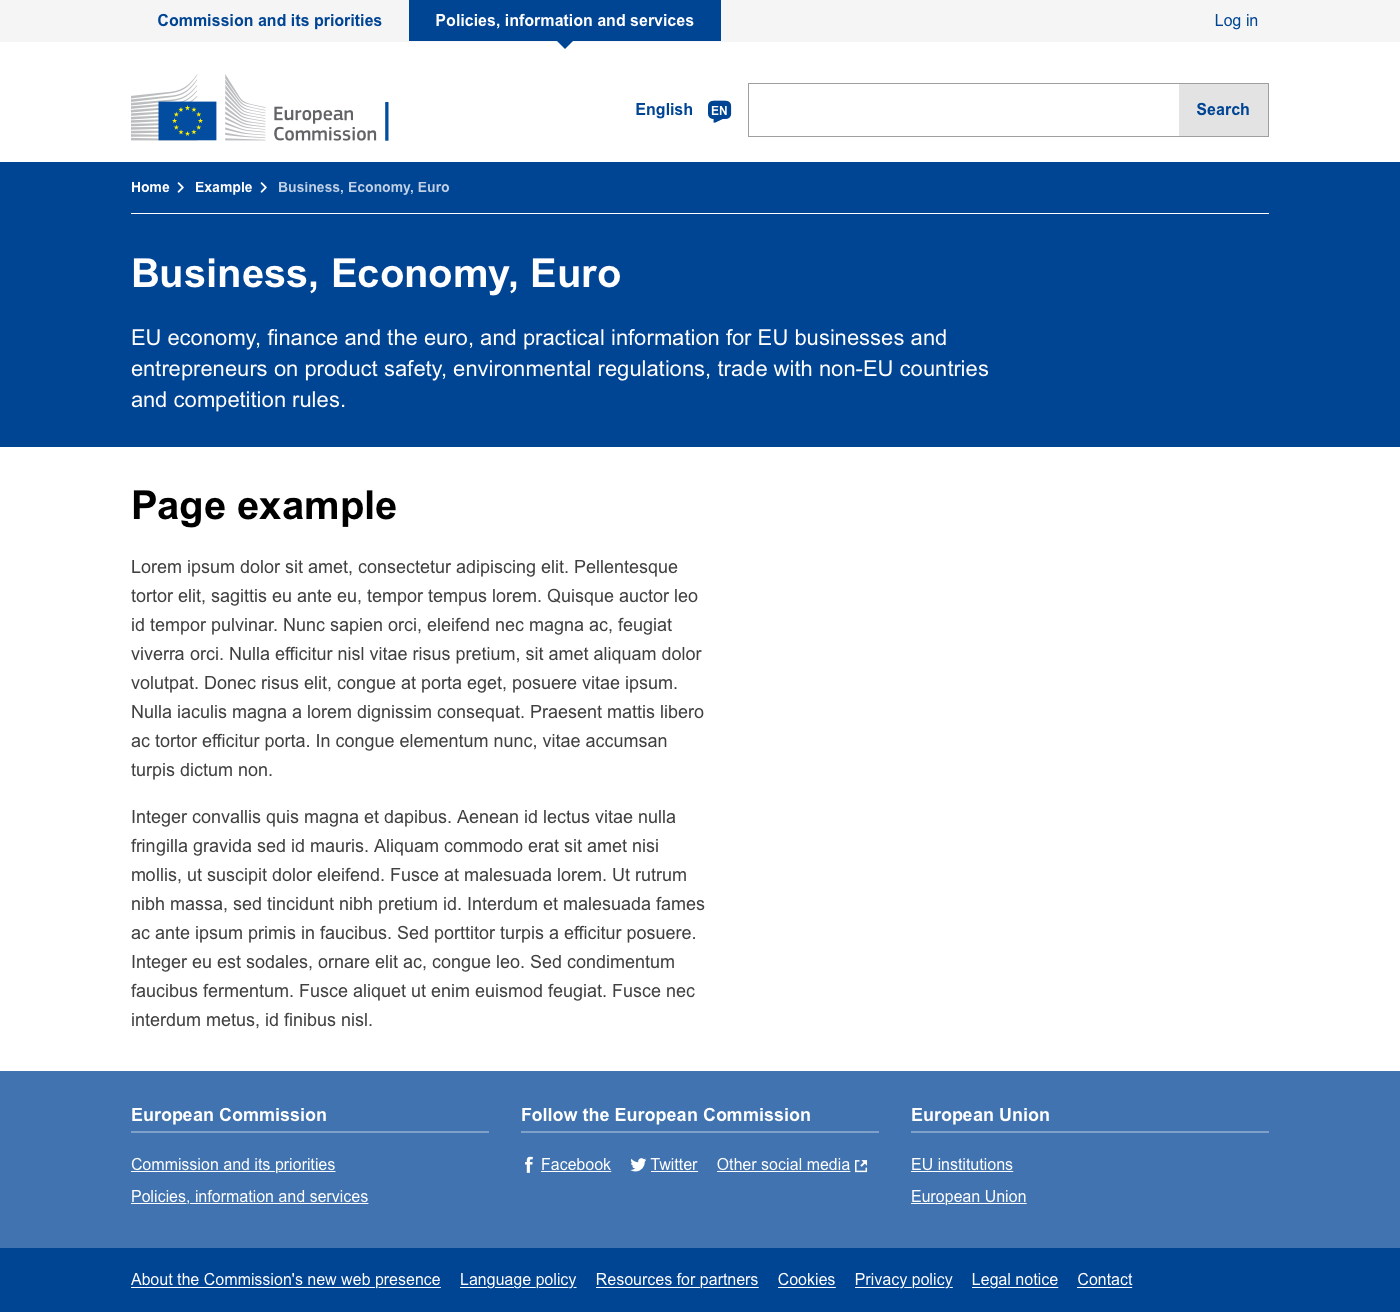 Commission and its priorities
Policies, information and services
Log in
European
Commission
English
EN
Search
Home
Example
Business, Economy, Euro
Business, Economy, Euro
EU economy, finance and the euro, and practical information for EU businesses and
entrepreneurs on product safety, environmental regulations, trade with non-EU countries
and competition rules.
Page example
Lorem ipsum dolor sit amet, consectetur adipiscing elit. Pellentesque
tortor elit, sagittis eu ante eu, tempor tempus lorem. Quisque auctor leo
id tempor pulvinar. Nunc sapien orci, eleifend nec magna ac, feugiat
viverra orci. Nulla efficitur nisl vitae risus pretium, sit amet aliquam dolor
volutpat. Donec risus elit, congue at porta eget, posuere vitae ipsum.
Nulla iaculis magna a lorem dignissim consequat. Praesent mattis libero
ac tortor efficitur porta. In congue elementum nunc, vitae accumsan
turpis dictum non.
Integer convallis quis magna et dapibus. Aenean id lectus vitae nulla
fringilla gravida sed id mauris. Aliquam commodo erat sit amet nisi
mollis, ut suscipit dolor eleifend. Fusce at malesuada lorem. Ut rutrum
nibh massa, sed tincidunt nibh pretium id. Interdum et malesuada fames
ac ante ipsum primis in faucibus. Sed porttitor turpis a efficitur posuere.
Integer eu est sodales, ornare elit ac, congue leo. Sed condimentum
faucibus fermentum. Fusce aliquet ut enim euismod feugiat. Fusce nec
interdum metus, id finibus nisl.
European Commission
Commission and its priorities
Policies, information and services
Follow the European Commission
Facebook
Twitter
Other social media
European Union
EU institutions
European Union
About the Commission's new web presence
Language policy
Resources for partners
Cookies
Privacy policy
Legal notice
Contact